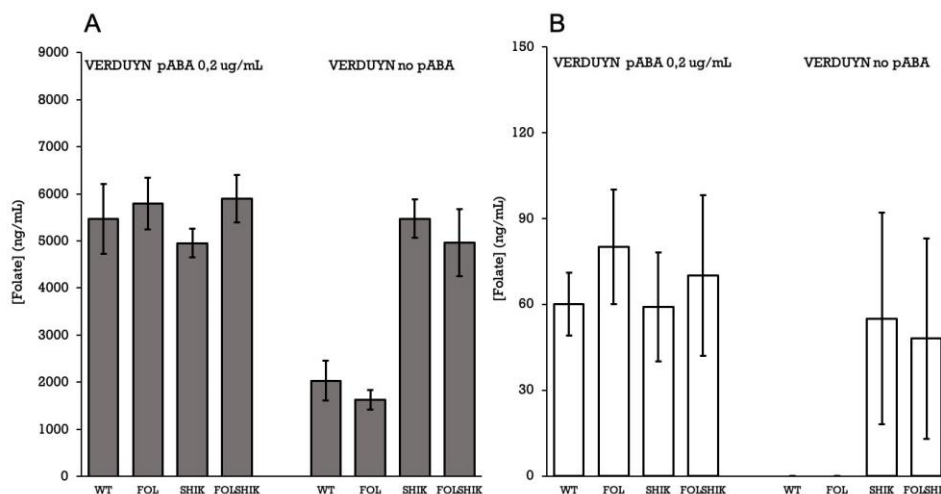 A
VERDUYN pABA 0,2 ug/mL
VERDUYN no pABA
[Folate] (ng/mL)
9000
8000
7000
6000
5000
4000
3000
2000
1000
0
WT
FOL
SHIK
FOLSHIK
WT
FOL
SHIK
FOLSHIK
B
VERDUYN pABA 0,2 ug/mL
VERDUYN no pABA
[Folate] (ng/mL)
150
120
90
60
30
0
WT
FOL
SHIK
FOLSHIK
WT
FOL
SHIK
FOLSHI